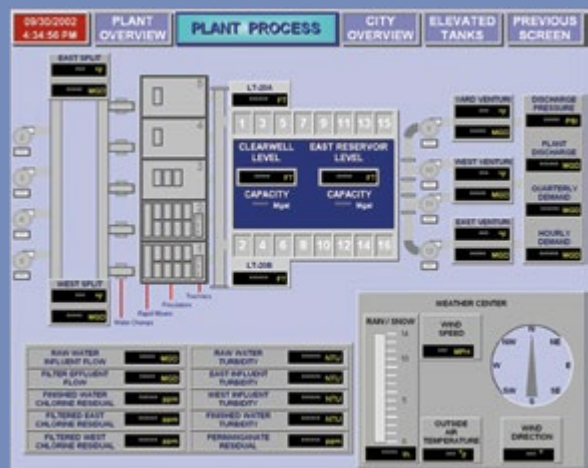 09/30/2002
4:34:56 PM
PLANT
OVERVIEW
PLANT PROCESS
CITY
OVERVIEW
ELEVATED
TANKS
PREVIOUS
SCREEN
EAST SPLIT
°F
MGD
LT-20A
FT
1 3 5 7 9 11 13 15
CLEARWELL
LEVEL
FT
CAPACITY
Mgal
EAST RESERVOIR
LEVEL
FT
CAPACITY
Mgal
2 4 6 8 10 12 14 16
LT-20B
FT
WEST SPLIT
°F
MGD
Water Champs
Rapid Mixers
YARD VENTURI
°F
MGD
WEST VENTURI
°F
MGD
EAST VENTURI
°F
MGD
DISCHARGE
PRESSURE
PSI
PLANT
DISCHARGE
MGD
QUARTERLY
DEMAND
MGD
HOURLY
DEMAND
MGD
RAW WATER
INFLUENT FLOW
MGD
FILTER EFFLUENT
FLOW
MGD
FINISHED WATER
CHLORINE RESIDUAL
ppm
FILTERED EAST
CHLORINE RESIDUAL
ppm
FILTERED WEST
CHLORINE RESIDUAL
ppm
RAW WATER
TURBIDITY
NTU
EAST INFLUENT
TURBIDITY
NTU
WEST INFLUENT
TURBIDITY
NTU
FINISHED WATER
TURBIDITY
NTU
PERMANGANATE
RESIDUAL
ppm
WEATHER CENTER
RAIN / SNOW
IN
WIND
SPEED
MPH
OUTSIDE
AIR
TEMPERATURE
°F
N
NE
E
SE
S
SW
W
NW
WIND
DIRECTION
°